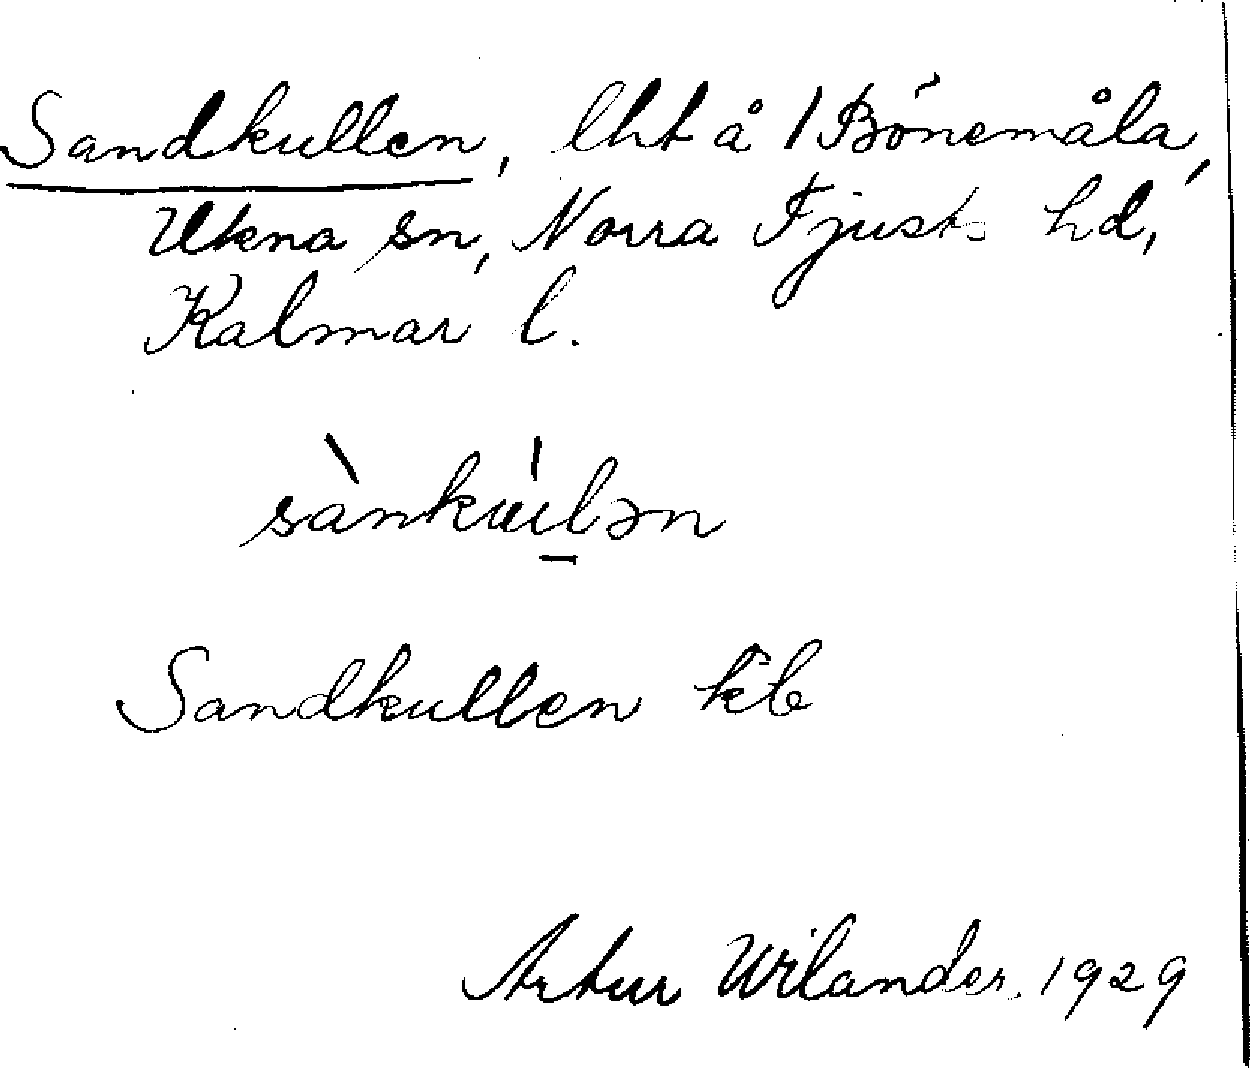 Sandkullen, lht å 1 Bönemåla,
Ukna sn, Norra Tjusts hd,
Kalmar l.
sànkúlən
Sandkullen kb
Artur Wilander. 1929